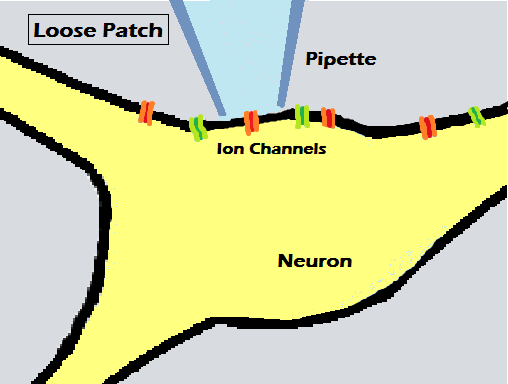 Loose Patch
Pipette
Ion Channels
Neuron